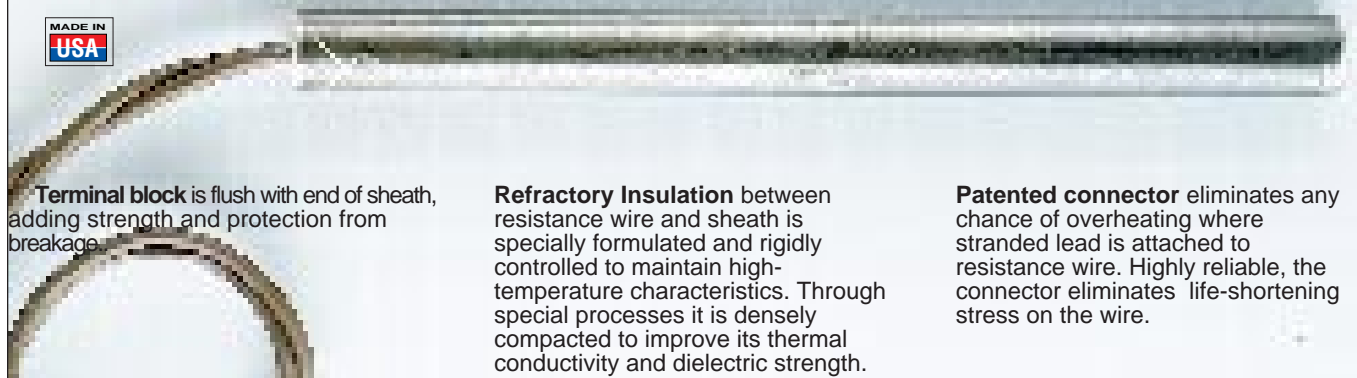 MADE IN
USA
Terminal block is flush with end of sheath,
adding strength and protection from
breakage.
Refractory Insulation between
resistance wire and sheath is
specially formulated and rigidly
controlled to maintain high-
temperature characteristics. Through
special processes it is densely
compacted to improve its thermal
conductivity and dielectric strength.
Patented connector eliminates any
chance of overheating where
stranded lead is attached to
resistance wire. Highly reliable, the
connector eliminates life-shortening
stress on the wire.